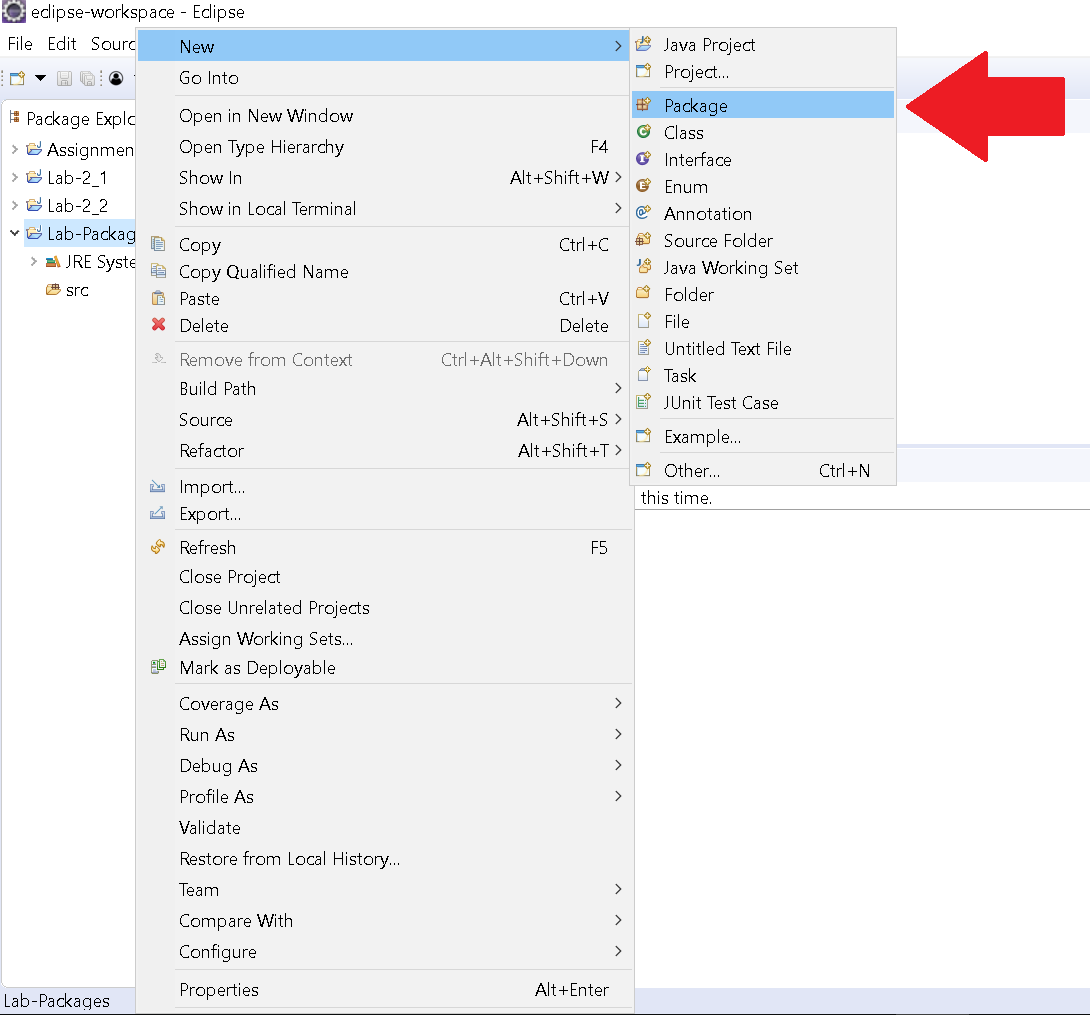 eclipse-workspace - Eclipse
File Edit Sourc
Package Explo
Assignmen
Lab-2_1
Lab-2_2
Lab-Packag
JRE Syste
src
New
Go Into
Open in New Window
Open Type Hierarchy F4
Show In Alt+Shift+W
Show in Local Terminal
Copy Ctrl+C
Copy Qualified Name
Paste Ctrl+V
Delete Delete
Remove from Context Ctrl+Alt+Shift+Down
Build Path
Source Alt+Shift+S
Refactor Alt+Shift+T
Import...
Export...
Refresh F5
Close Project
Close Unrelated Projects
Assign Working Sets...
Mark as Deployable
Coverage As
Run As
Debug As
Profile As
Validate
Restore from Local History...
Team
Compare With
Configure
Properties Alt+Enter
Java Project
Project...
Package
Class
Interface
Enum
Annotation
Source Folder
Java Working Set
Folder
File
Untitled Text File
Task
JUnit Test Case
Example...
Other... Ctrl+N
this time.
Lab-Packages